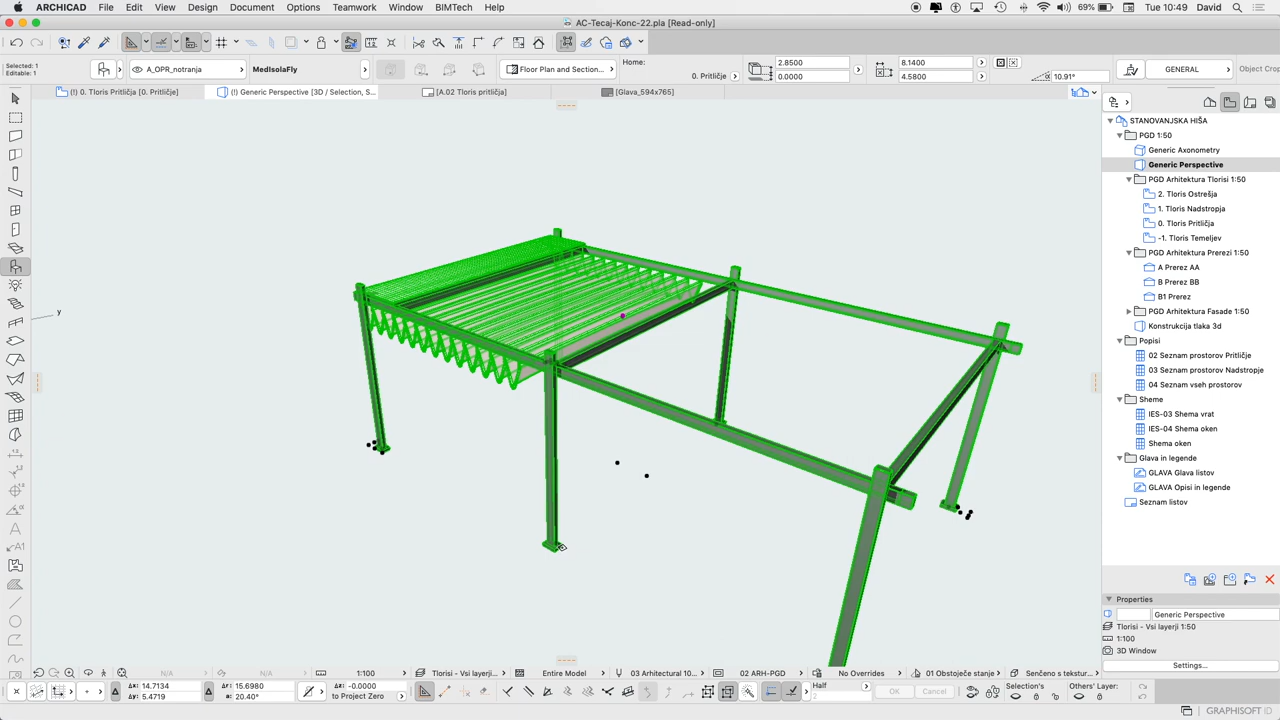 ARCHICAD File Edit View Design Document Options Teamwork Window BIMTech Help
69% Tue 10:49 David
AC-Tecaj-Konc-22.pla [Read-only]
Selected: 1
Editable: 1
A_OPR_notranja
MedIsolaFly
Floor Plan and Section...
Home:
0. Pritličje
2.8500
0.0000
8.1400
4.5800
10.91°
GENERAL
Object Crop
(!) 0. Tloris Pritličja [0. Pritličje]
(!) Generic Perspective [3D / Selection, S...
[A.02 Tloris pritličja]
[Glava_594x765]
STANOVANJSKA HIŠA
PGD 1:50
Generic Axonometry
Generic Perspective
PGD Arhitektura Tlorisi 1:50
2. Tloris Ostrešja
1. Tloris Nadstropja
0. Tloris Pritličja
-1. Tloris Temeljev
PGD Arhitektura Prerezi 1:50
A Prerez AA
B Prerez BB
B1 Prerez
PGD Arhitektura Fasade 1:50
Konstrukcija tlaka 3d
Popisi
02 Seznam prostorov Pritličje
03 Seznam prostorov Nadstropje
04 Seznam vseh prostorov
Sheme
IES-03 Shema vrat
IES-04 Shema oken
Shema oken
Glava in legende
GLAVA Glava listov
GLAVA Opisi in legende
Seznam listov
y
Properties
Generic Perspective
Tlorisi - Vsi layerji 1:50
1:100
3D Window
Settings...
N/A
N/A
1:100
Tlorisi - Vsi layerji...
Entire Model
03 Arhitectural 10...
02 ARH-PGD
No Overrides
01 Obstoječe stanje
Senčeno s tekstur...
Δx: 14.7134
Δy: 5.4719
Δr: 15.6980
a: 20.40°
Δz: -0.0000
to Project Zero
Half
2
OK
Cancel
Selection's
Others' Layer:
GRAPHISOFT ID